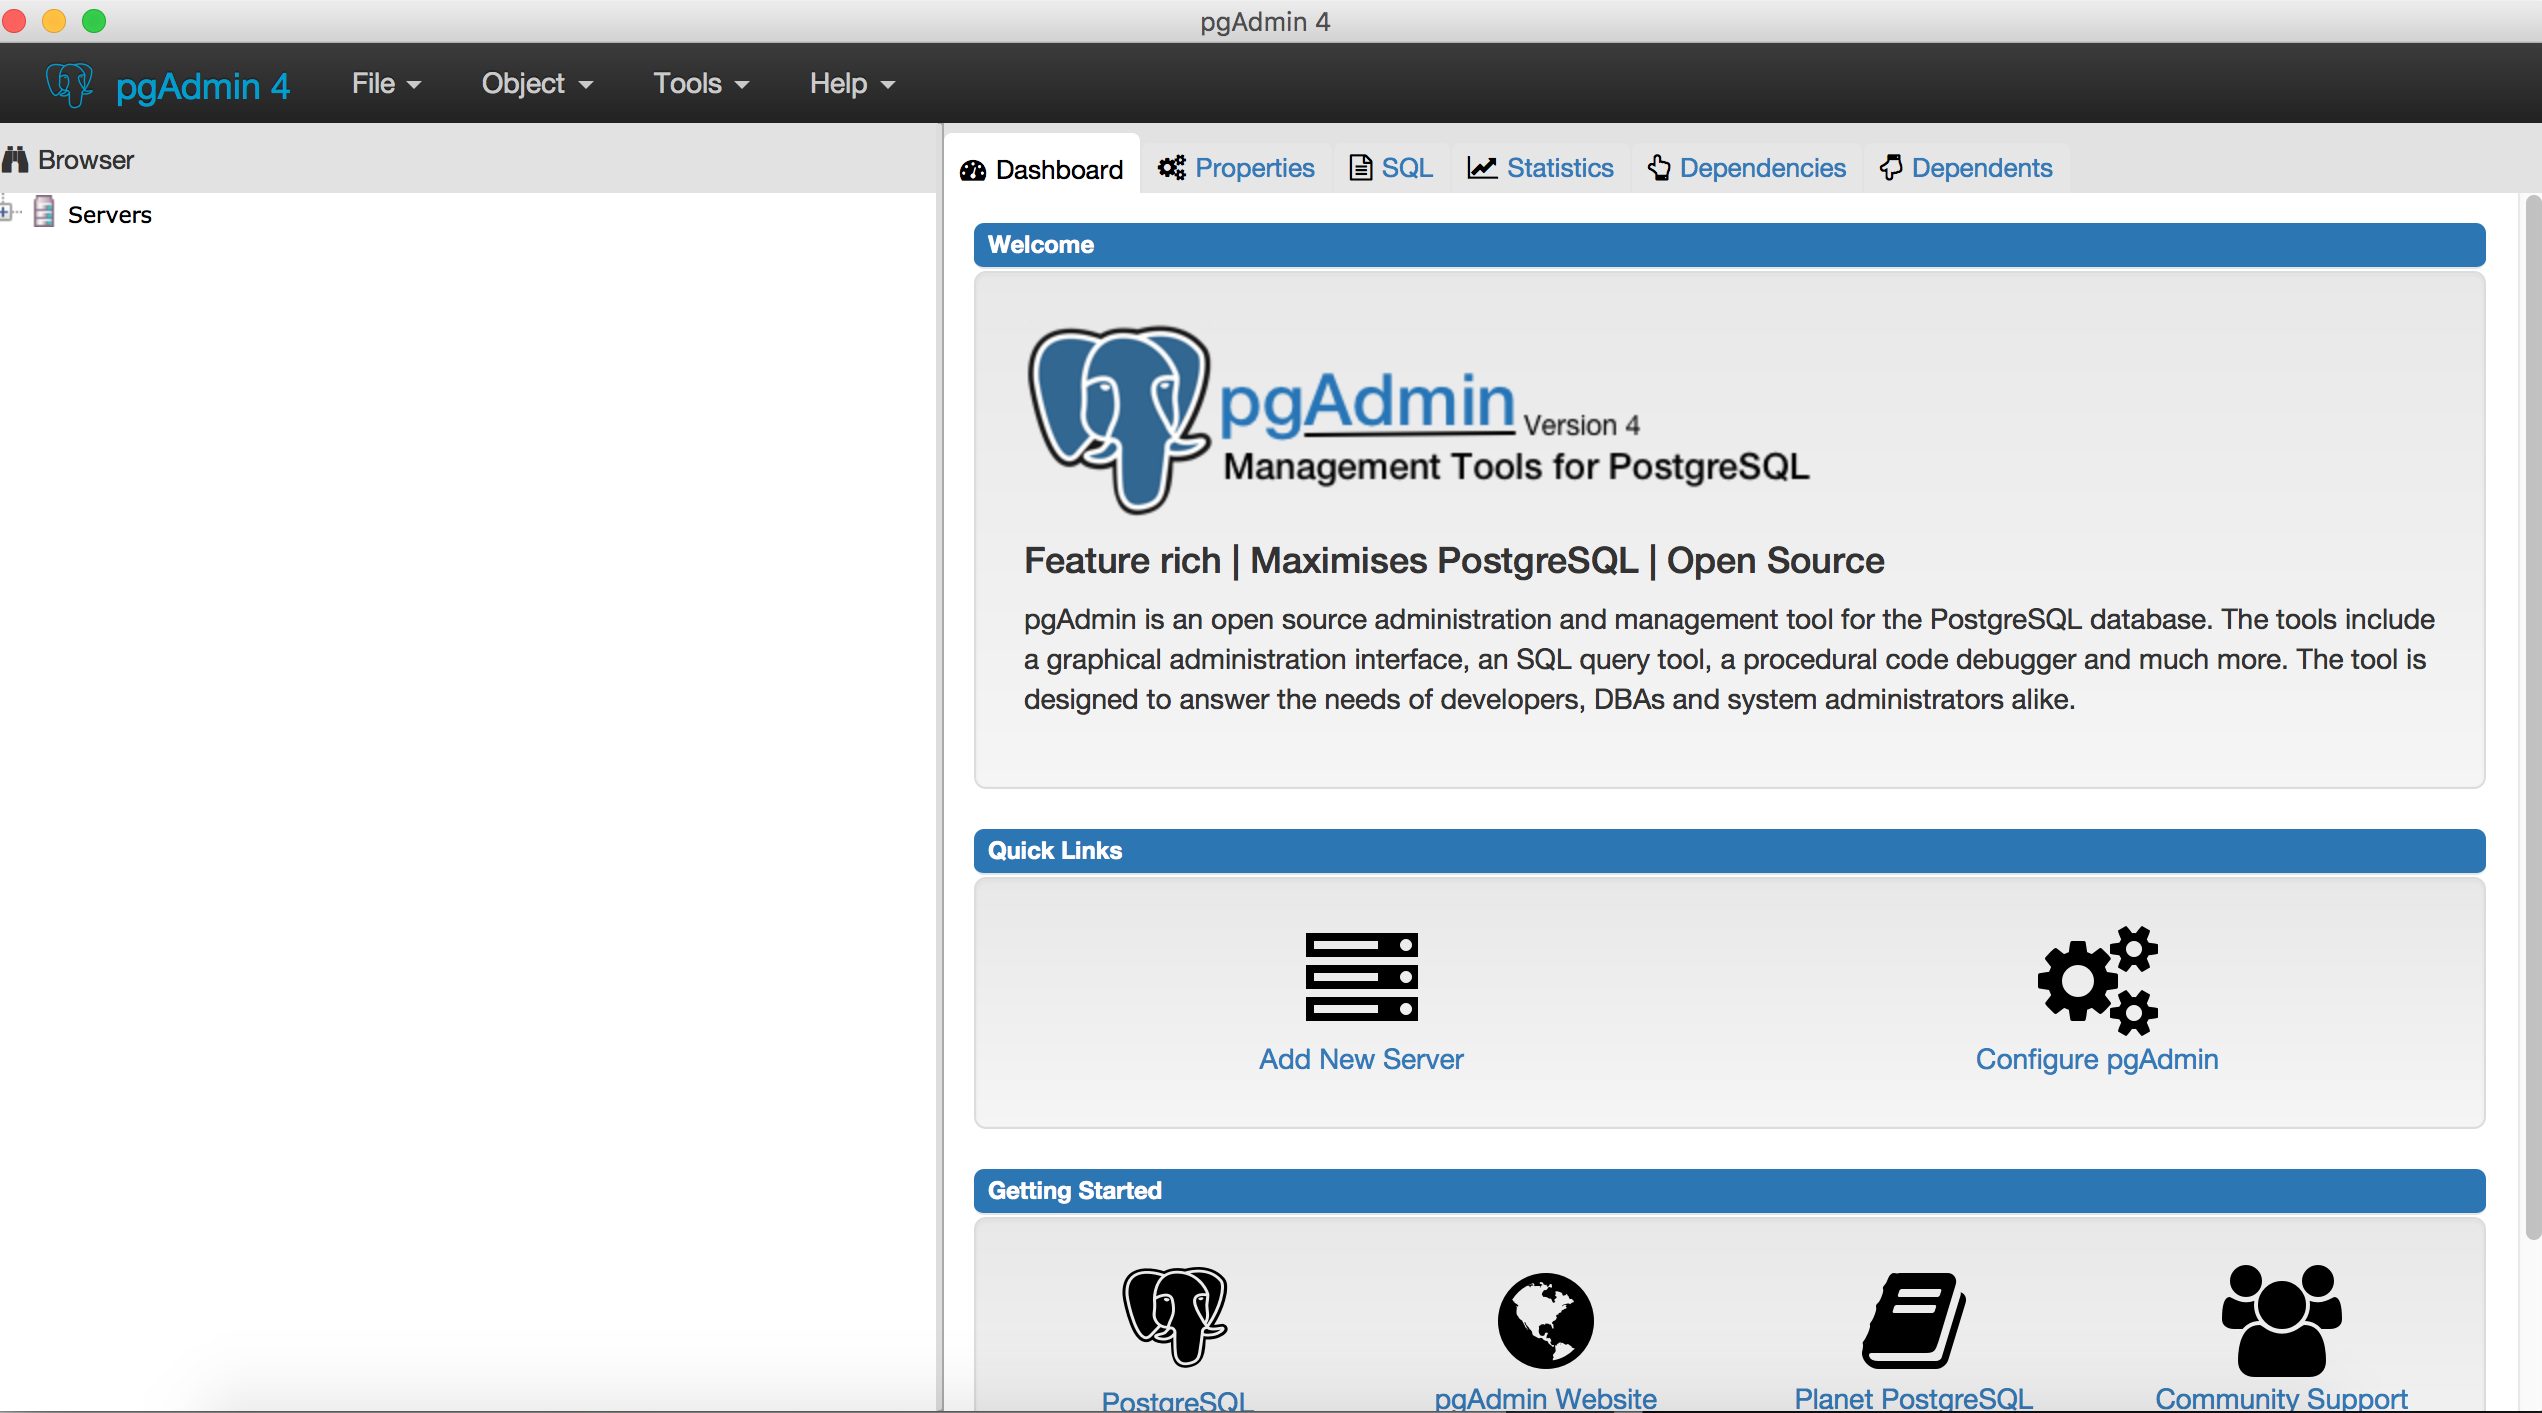 pgAdmin 4
pgAdmin 4 File Object Tools Help
Browser
Servers
Dashboard Properties SQL Statistics Dependencies Dependents
Welcome
pgAdmin Version 4
Management Tools for PostgreSQL
Feature rich | Maximises PostgreSQL | Open Source
pgAdmin is an open source administration and management tool for the PostgreSQL database. The tools include
a graphical administration interface, an SQL query tool, a procedural code debugger and much more. The tool is
designed to answer the needs of developers, DBAs and system administrators alike.
Quick Links
Add New Server Configure pgAdmin
Getting Started
PostgreSQL pgAdmin Website Planet PostgreSQL Community Support